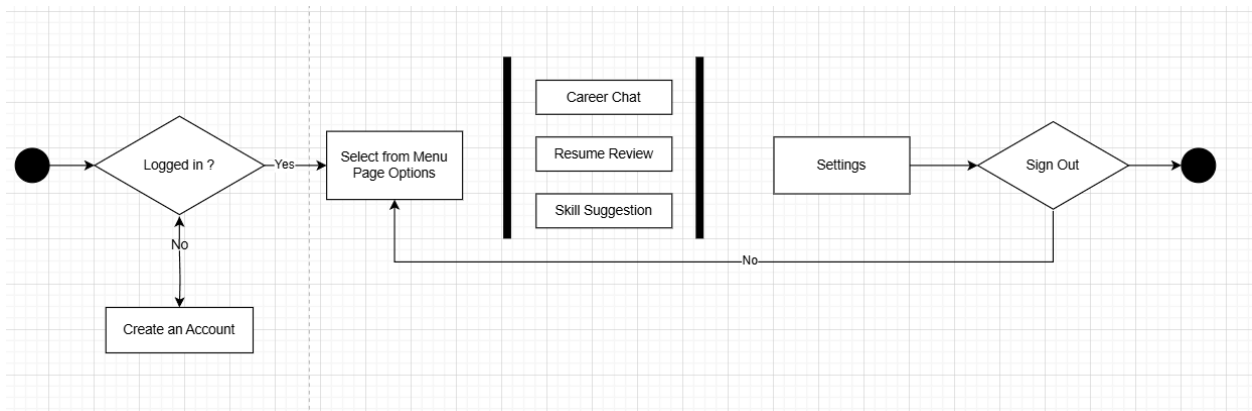 Logged in ?
Yes
No
Create an Account
Select from Menu
Page Options
Career Chat
Resume Review
Skill Suggestion
Settings
Sign Out
No